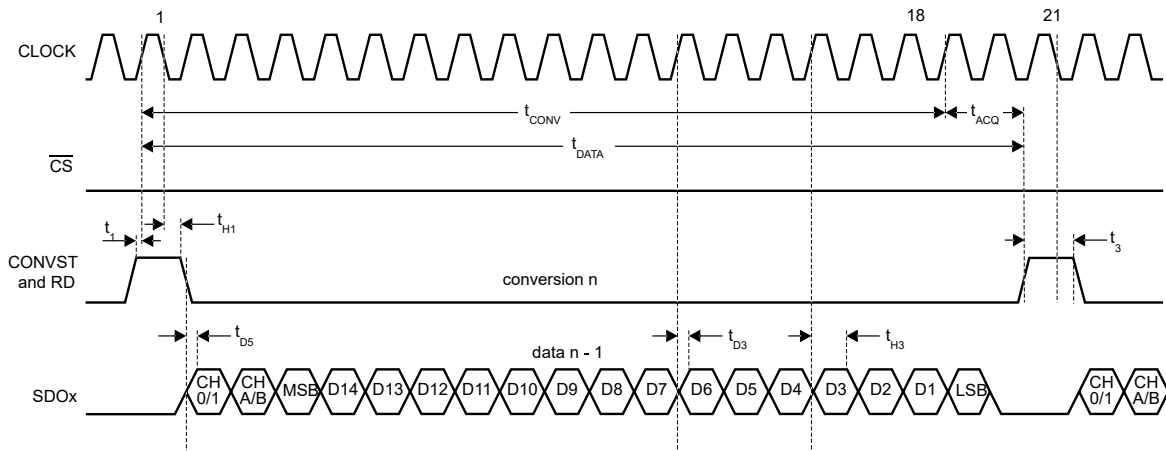 1 18 21
CLOCK
tCONV tACQ
tDATA
CS
t1 tH1 t3
CONVST
and RD
conversion n
tD5 tD3 tH3
data n - 1
SDOx
CH 0/1 CH A/B MSB D14 D13 D12 D11 D10 D9 D8 D7 D6 D5 D4 D3 D2 D1 LSB CH 0/1 CH A/B